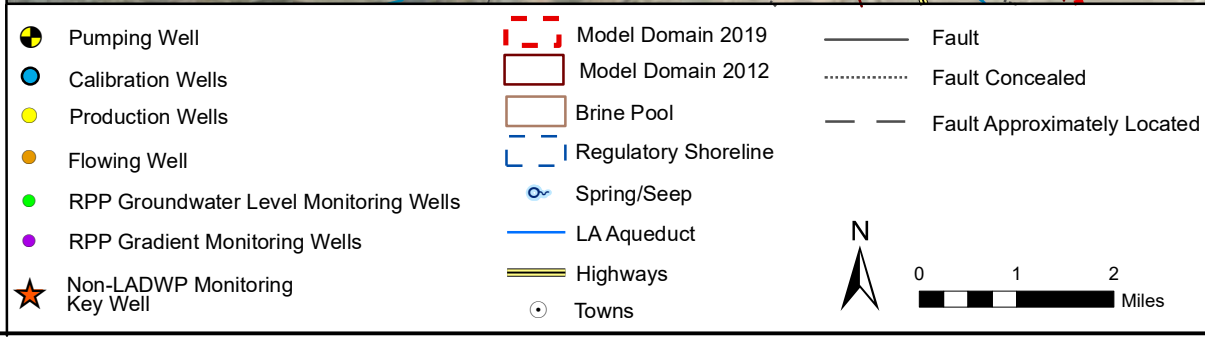 Pumping Well
Calibration Wells
Production Wells
Flowing Well
RPP Groundwater Level Monitoring Wells
RPP Gradient Monitoring Wells
Non-LADWP Monitoring
Key Well
Model Domain 2019
Model Domain 2012
Brine Pool
Regulatory Shoreline
Spring/Seep
LA Aqueduct
Highways
Towns
Fault
Fault Concealed
Fault Approximately Located
N
0 1 2
Miles